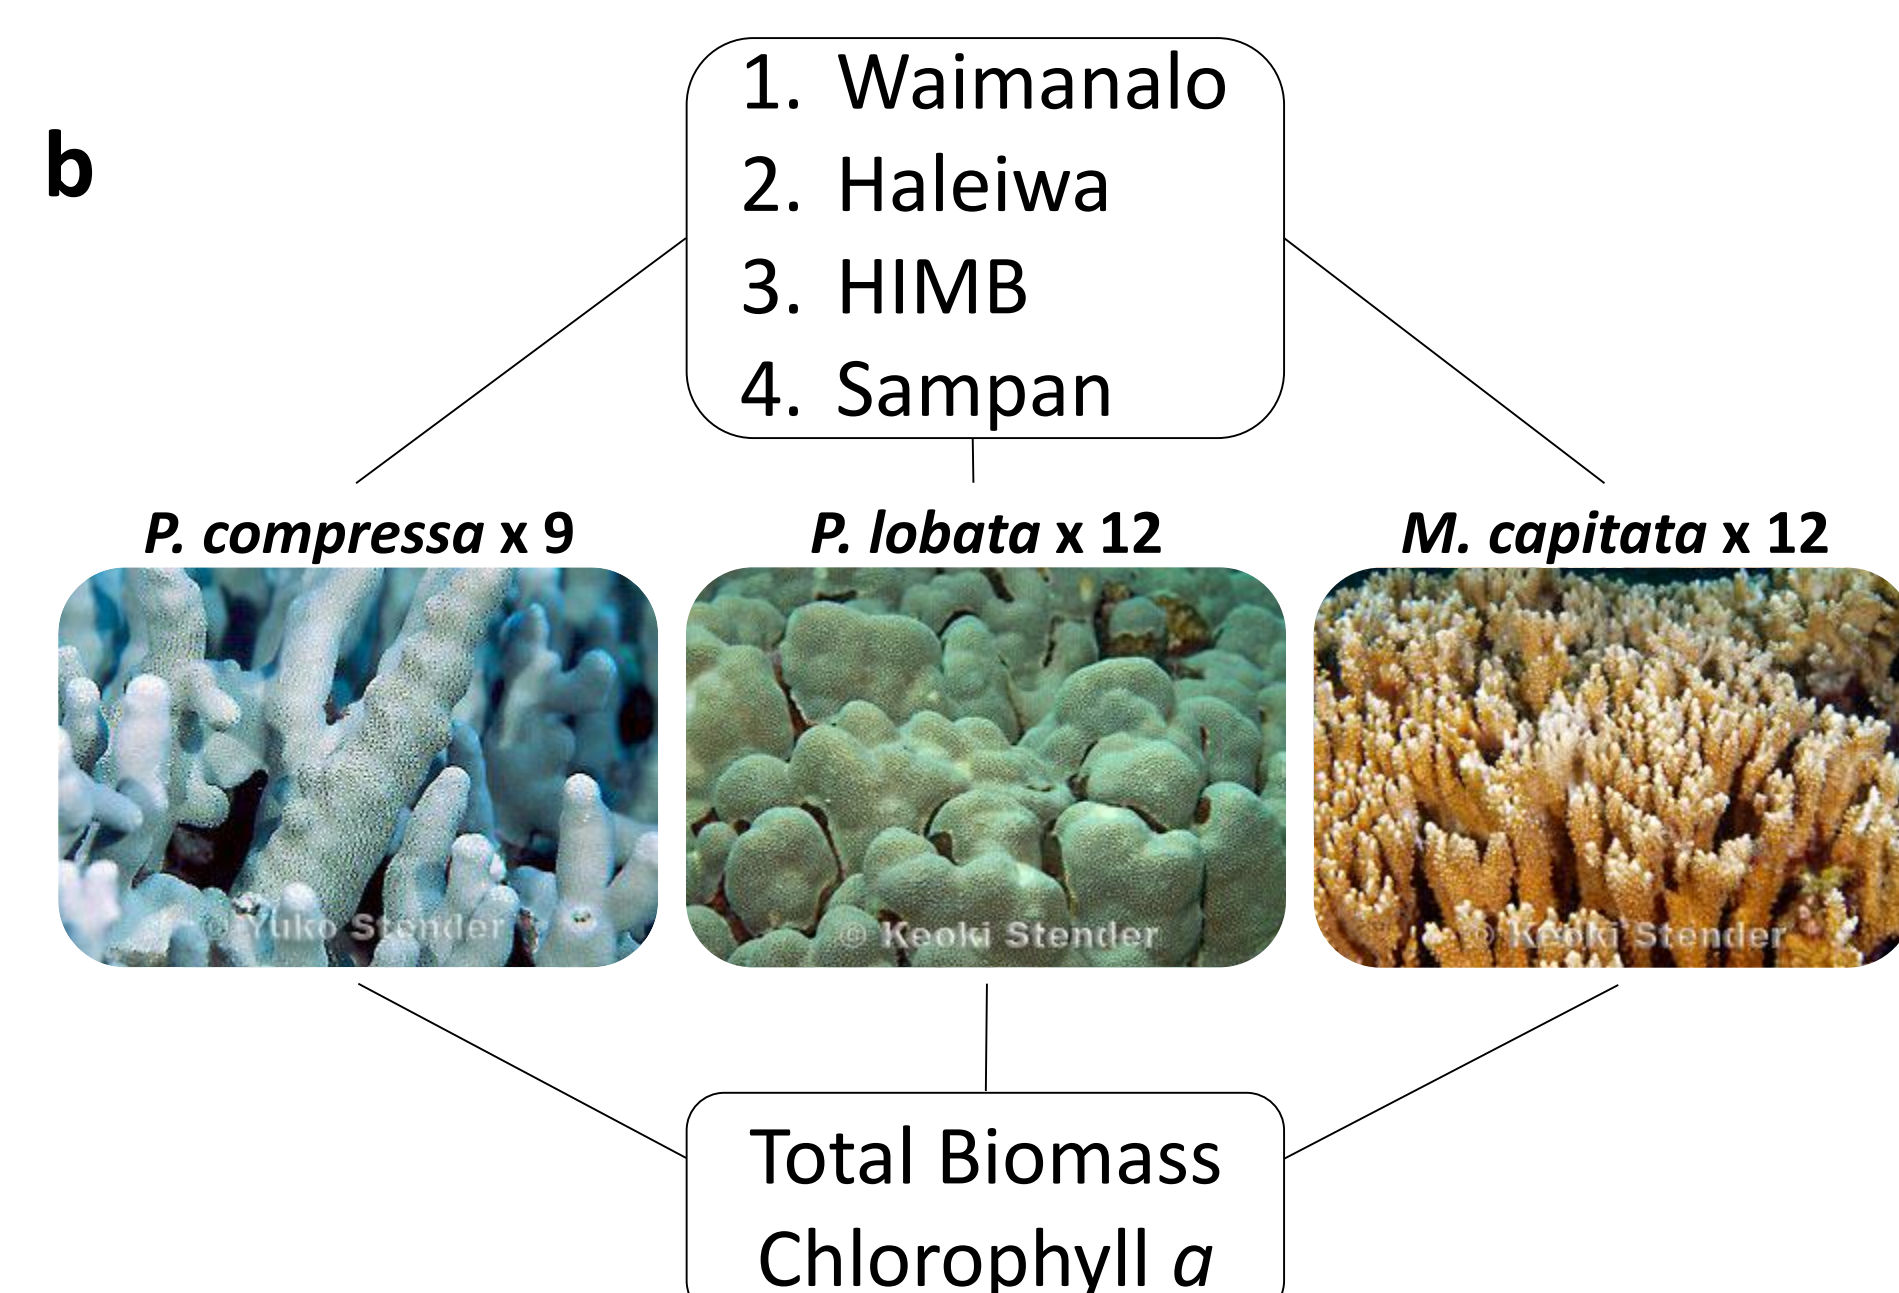 b
1. Waimanalo
2. Haleiwa
3. HIMB
4. Sampan
P. compressa x 9
P. lobata x 12
M. capitata x 12
© Yuko Stender
© Keoki Stender
© Keoki Stender
Total Biomass
Chlorophyll a